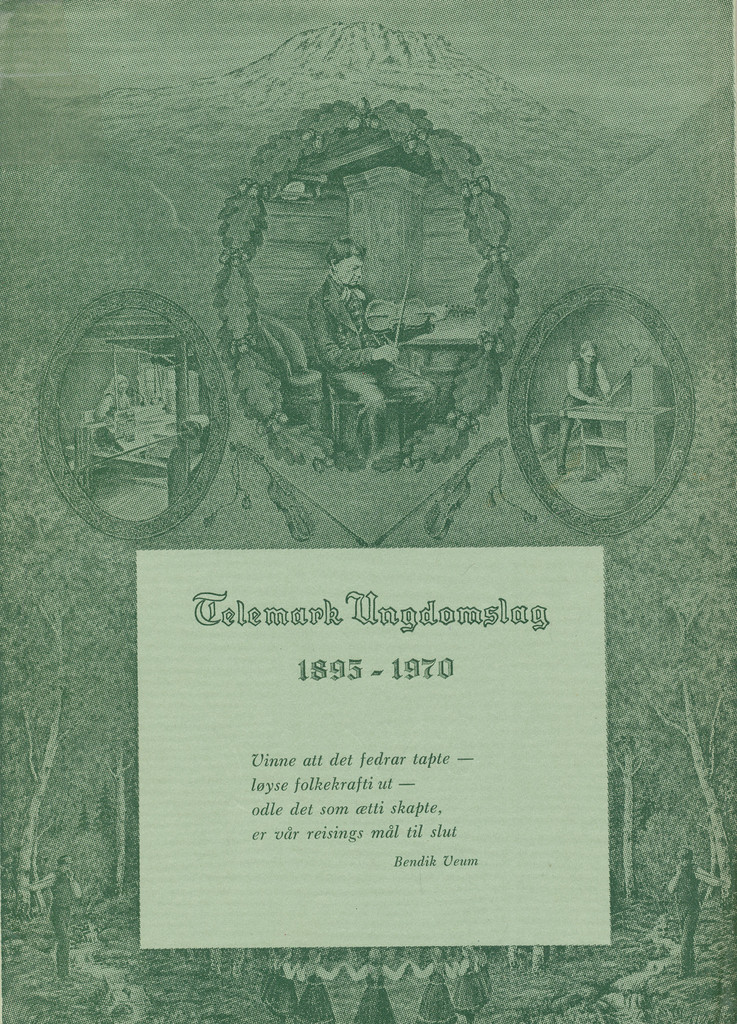 Telemark Ungdomslag
1895 - 1970
Vinne att det fedrar tapte —
løyse folkekrafti ut —
odle det som ætti skapte,
er vår reisings mål til slut
Bendik Veum